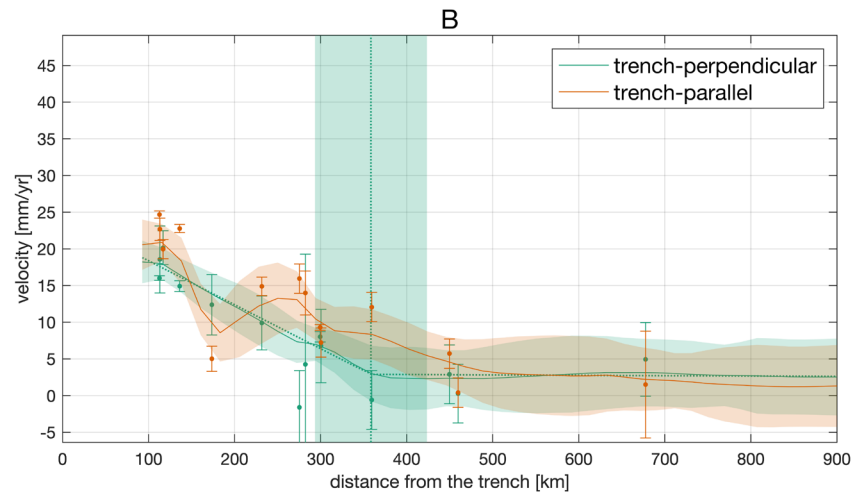 B
trench-perpendicular
trench-parallel
velocity [mm/yr]
45
40
35
30
25
20
15
10
5
0
-5
0 100 200 300 400 500 600 700 800 900
distance from the trench [km]